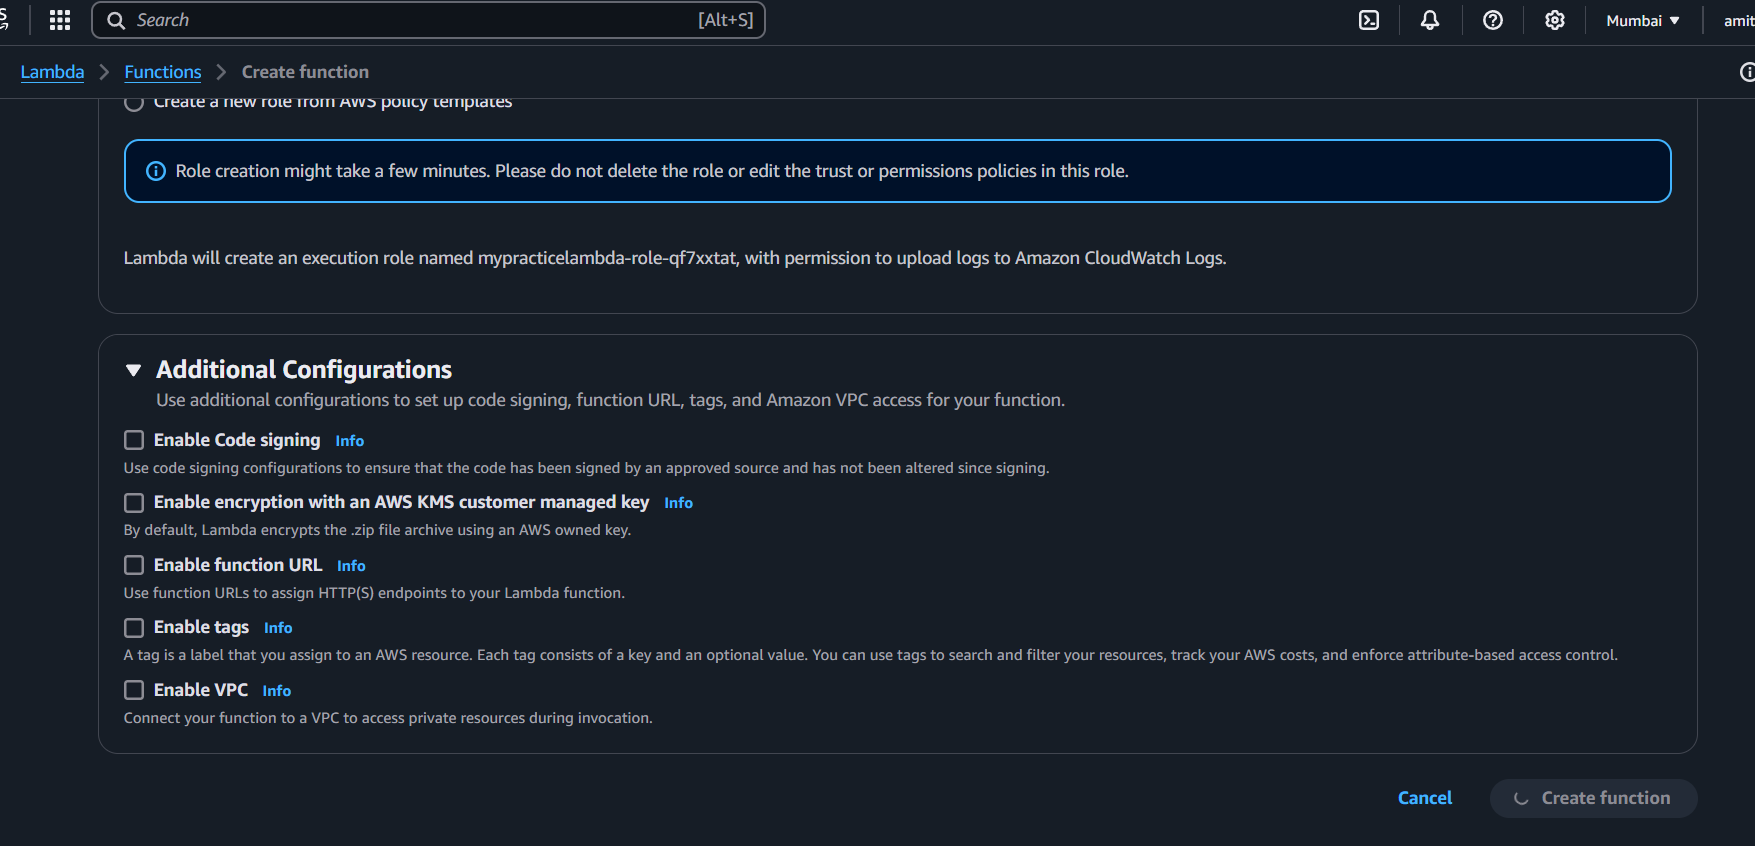 Search [Alt+S] Mumbai amit
Lambda Functions Create function
Create a new role from AWS policy templates
Role creation might take a few minutes. Please do not delete the role or edit the trust or permissions policies in this role.
Lambda will create an execution role named mypracticelambda-role-qf7xxtat, with permission to upload logs to Amazon CloudWatch Logs.
Additional Configurations
Use additional configurations to set up code signing, function URL, tags, and Amazon VPC access for your function.
Enable Code signing Info
Use code signing configurations to ensure that the code has been signed by an approved source and has not been altered since signing.
Enable encryption with an AWS KMS customer managed key Info
By default, Lambda encrypts the .zip file archive using an AWS owned key.
Enable function URL Info
Use function URLs to assign HTTP(S) endpoints to your Lambda function.
Enable tags Info
A tag is a label that you assign to an AWS resource. Each tag consists of a key and an optional value. You can use tags to search and filter your resources, track your AWS costs, and enforce attribute-based access control.
Enable VPC Info
Connect your function to a VPC to access private resources during invocation.
Cancel Create function